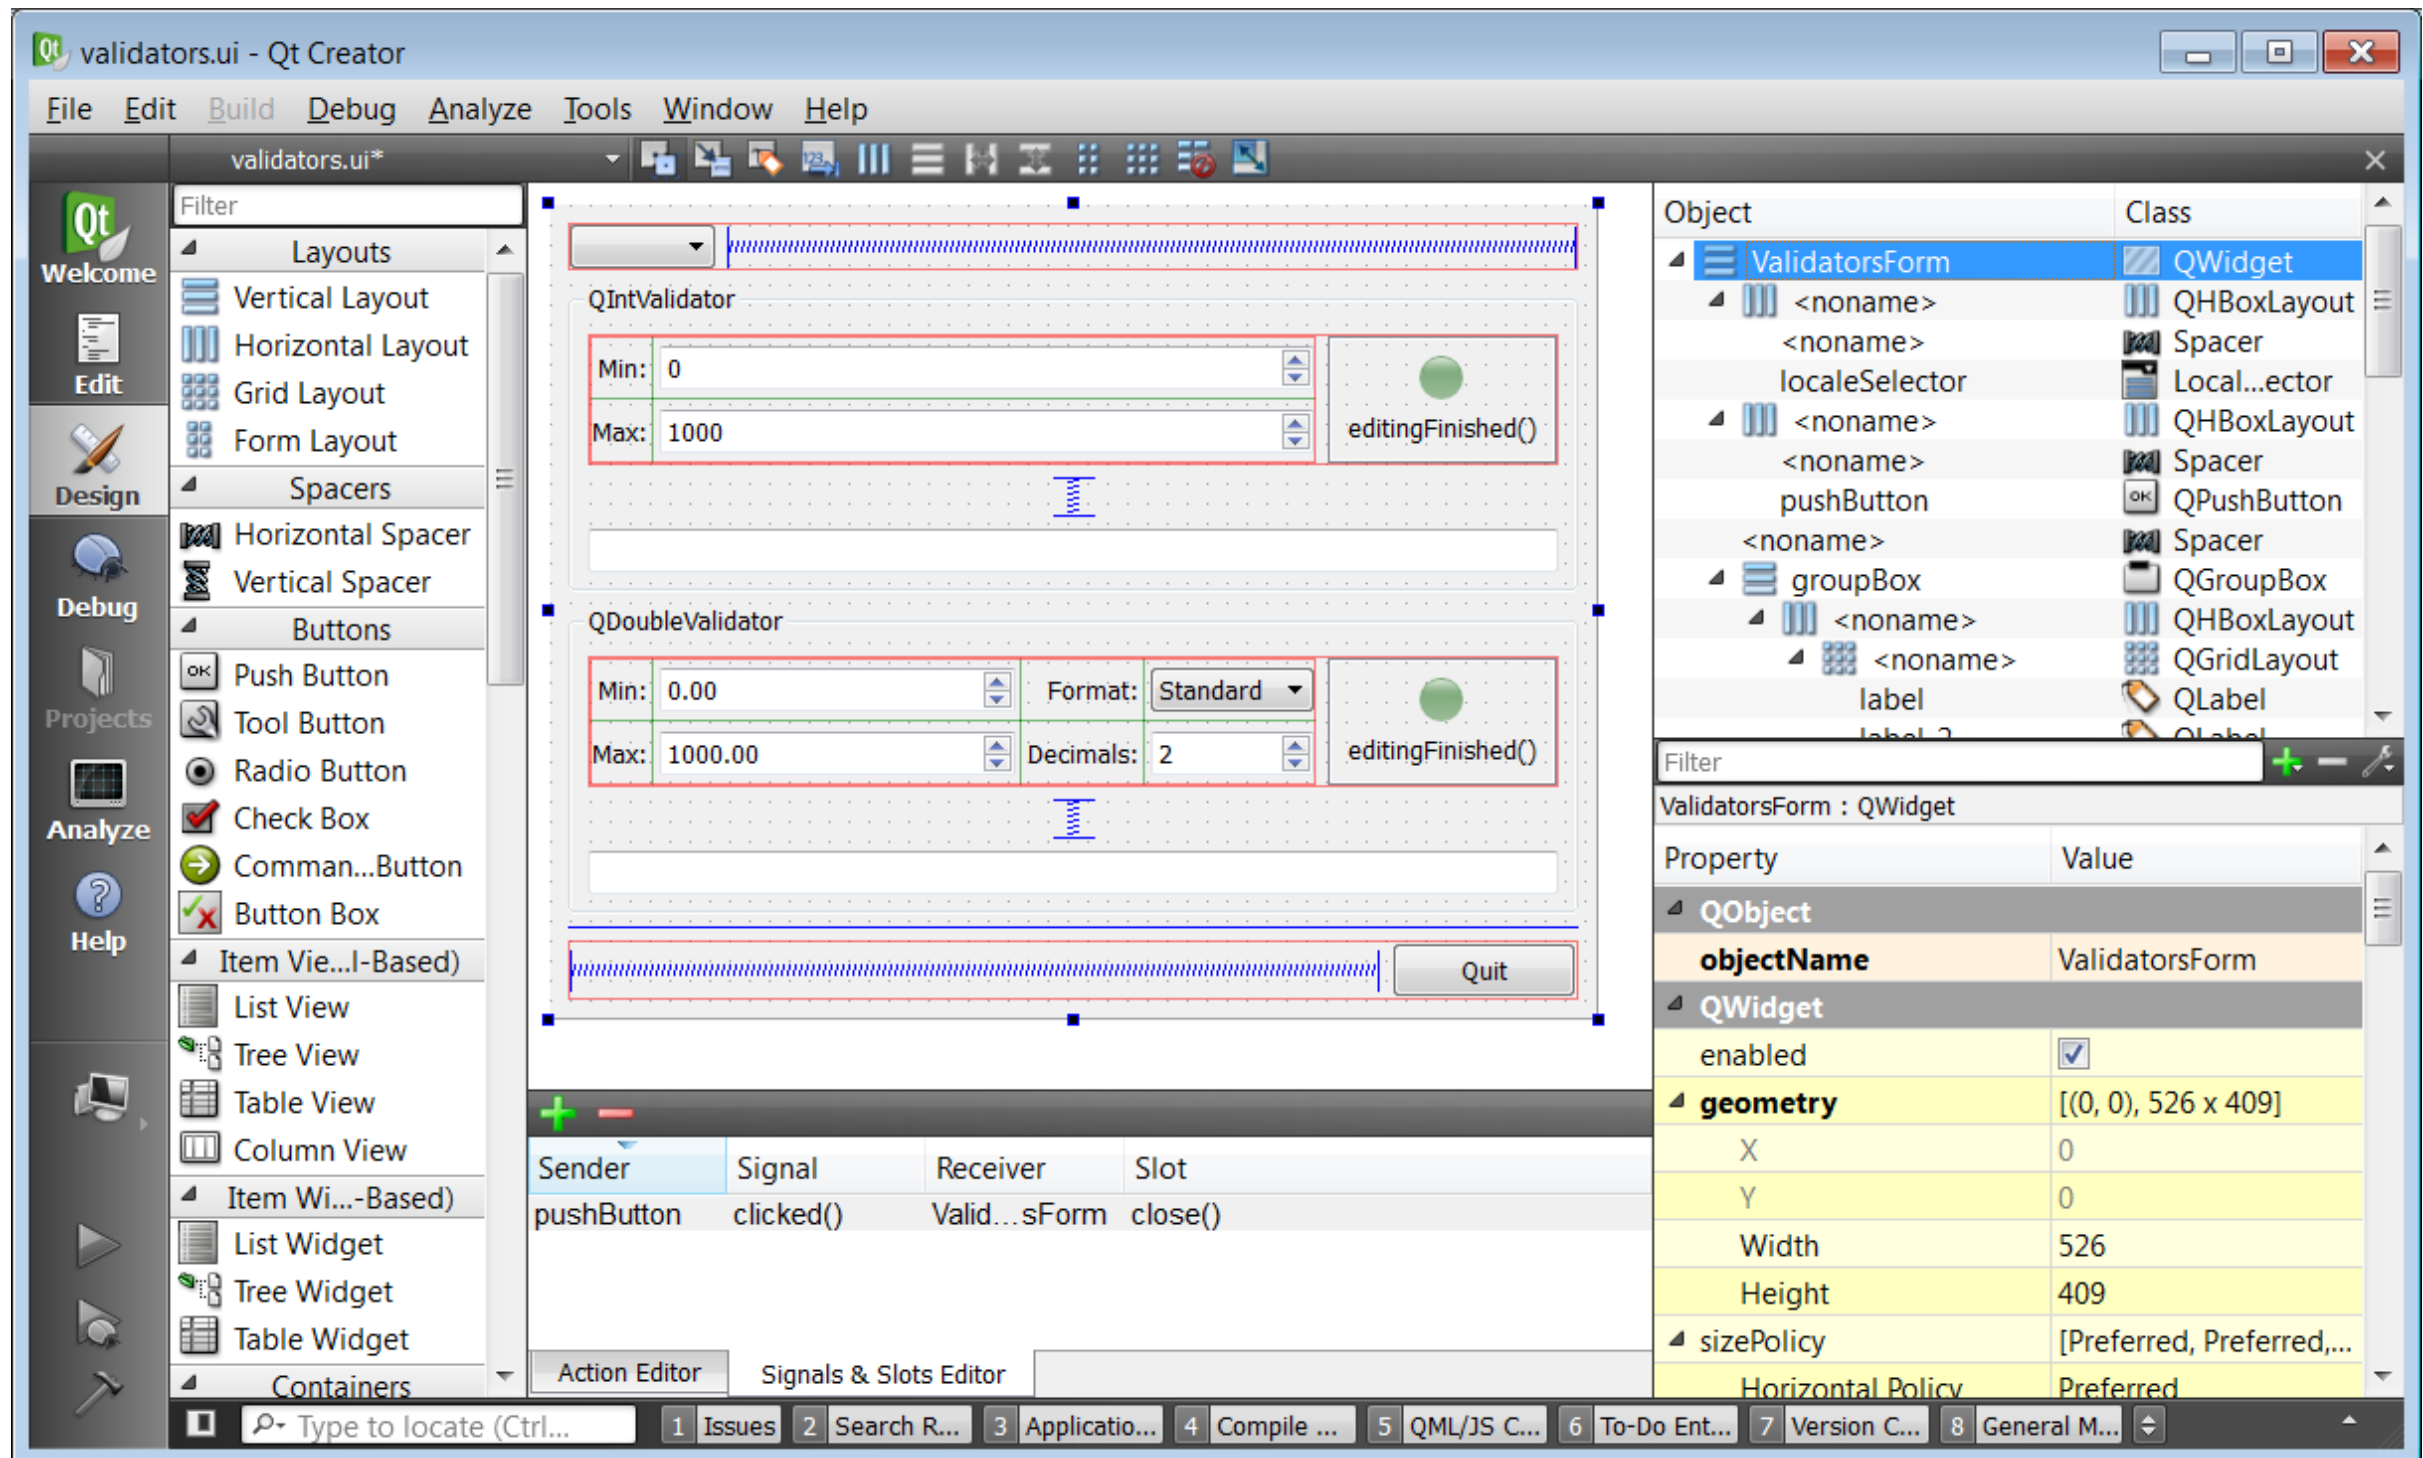 validators.ui - Qt Creator
File Edit Build Debug Analyze Tools Window Help
validators.ui*
Welcome
Edit
Design
Debug
Projects
Analyze
Help
Filter
Layouts
Vertical Layout
Horizontal Layout
Grid Layout
Form Layout
Spacers
Horizontal Spacer
Vertical Spacer
Buttons
Push Button
Tool Button
Radio Button
Check Box
Comman...Button
Button Box
Item Vie...l-Based)
List View
Tree View
Table View
Column View
Item Wi...-Based)
List Widget
Tree Widget
Table Widget
Containers
QIntValidator
Min: 0
Max: 1000
editingFinished()
QDoubleValidator
Min: 0.00 Format: Standard
Max: 1000.00 Decimals: 2
editingFinished()
Quit
Sender Signal Receiver Slot
pushButton clicked() Valid...sForm close()
Action Editor Signals & Slots Editor
Object Class
ValidatorsForm QWidget
<noname> QHBoxLayout
<noname> Spacer
localeSelector Local...ector
<noname> QHBoxLayout
<noname> Spacer
pushButton QPushButton
<noname> Spacer
groupBox QGroupBox
<noname> QHBoxLayout
<noname> QGridLayout
label QLabel
label_2 QLabel
Filter
ValidatorsForm : QWidget
Property Value
QObject
objectName ValidatorsForm
QWidget
enabled
geometry [(0, 0), 526 x 409]
X 0
Y 0
Width 526
Height 409
sizePolicy [Preferred, Preferred,...
Horizontal Policy Preferred
Type to locate (Ctrl...
1 Issues 2 Search R... 3 Applicatio... 4 Compile ... 5 QML/JS C... 6 To-Do Ent... 7 Version C... 8 General M...